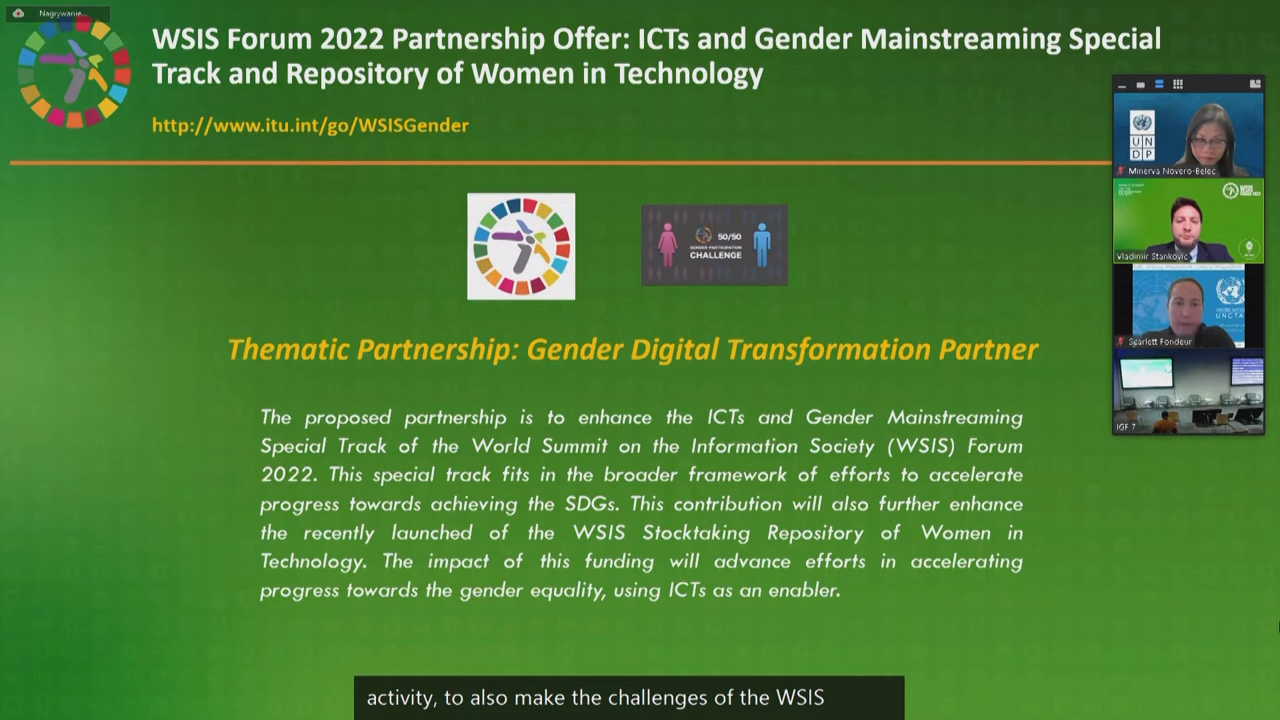 Nagrywanie...
WSIS Forum 2022 Partnership Offer: ICTs and Gender Mainstreaming Special
Track and Repository of Women in Technology
http://www.itu.int/go/WSISGender
50/50
GENDER PARTICIPATION
CHALLENGE
Thematic Partnership: Gender Digital Transformation Partner
The proposed partnership is to enhance the ICTs and Gender Mainstreaming
Special Track of the World Summit on the Information Society (WSIS) Forum
2022. This special track fits in the broader framework of efforts to accelerate
progress towards achieving the SDGs. This contribution will also further enhance
the recently launched of the WSIS Stocktaking Repository of Women in
Technology. The impact of this funding will advance efforts in accelerating
progress towards the gender equality, using ICTs as an enabler.
U N
D P
Minerva Novero-Belec
Vladimir Stankovic
UNCTA
Scarlett Fondeur
IGF 7
activity, to also make the challenges of the WSIS